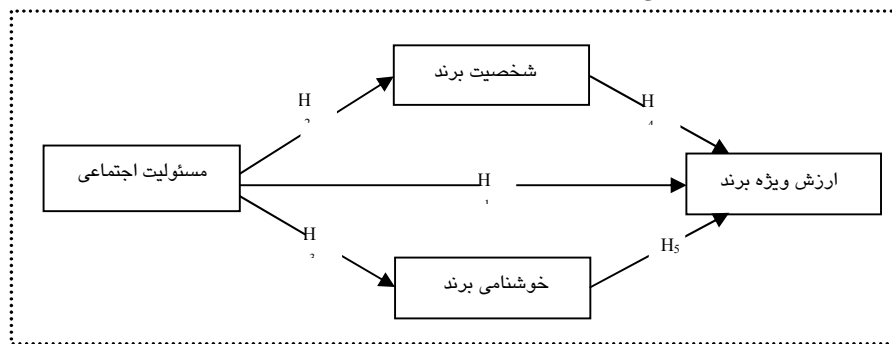 شخصیت برند
H
H
مسئولیت اجتماعی
H
ارزش ویژه برند
H
H5
خوشنامی برند